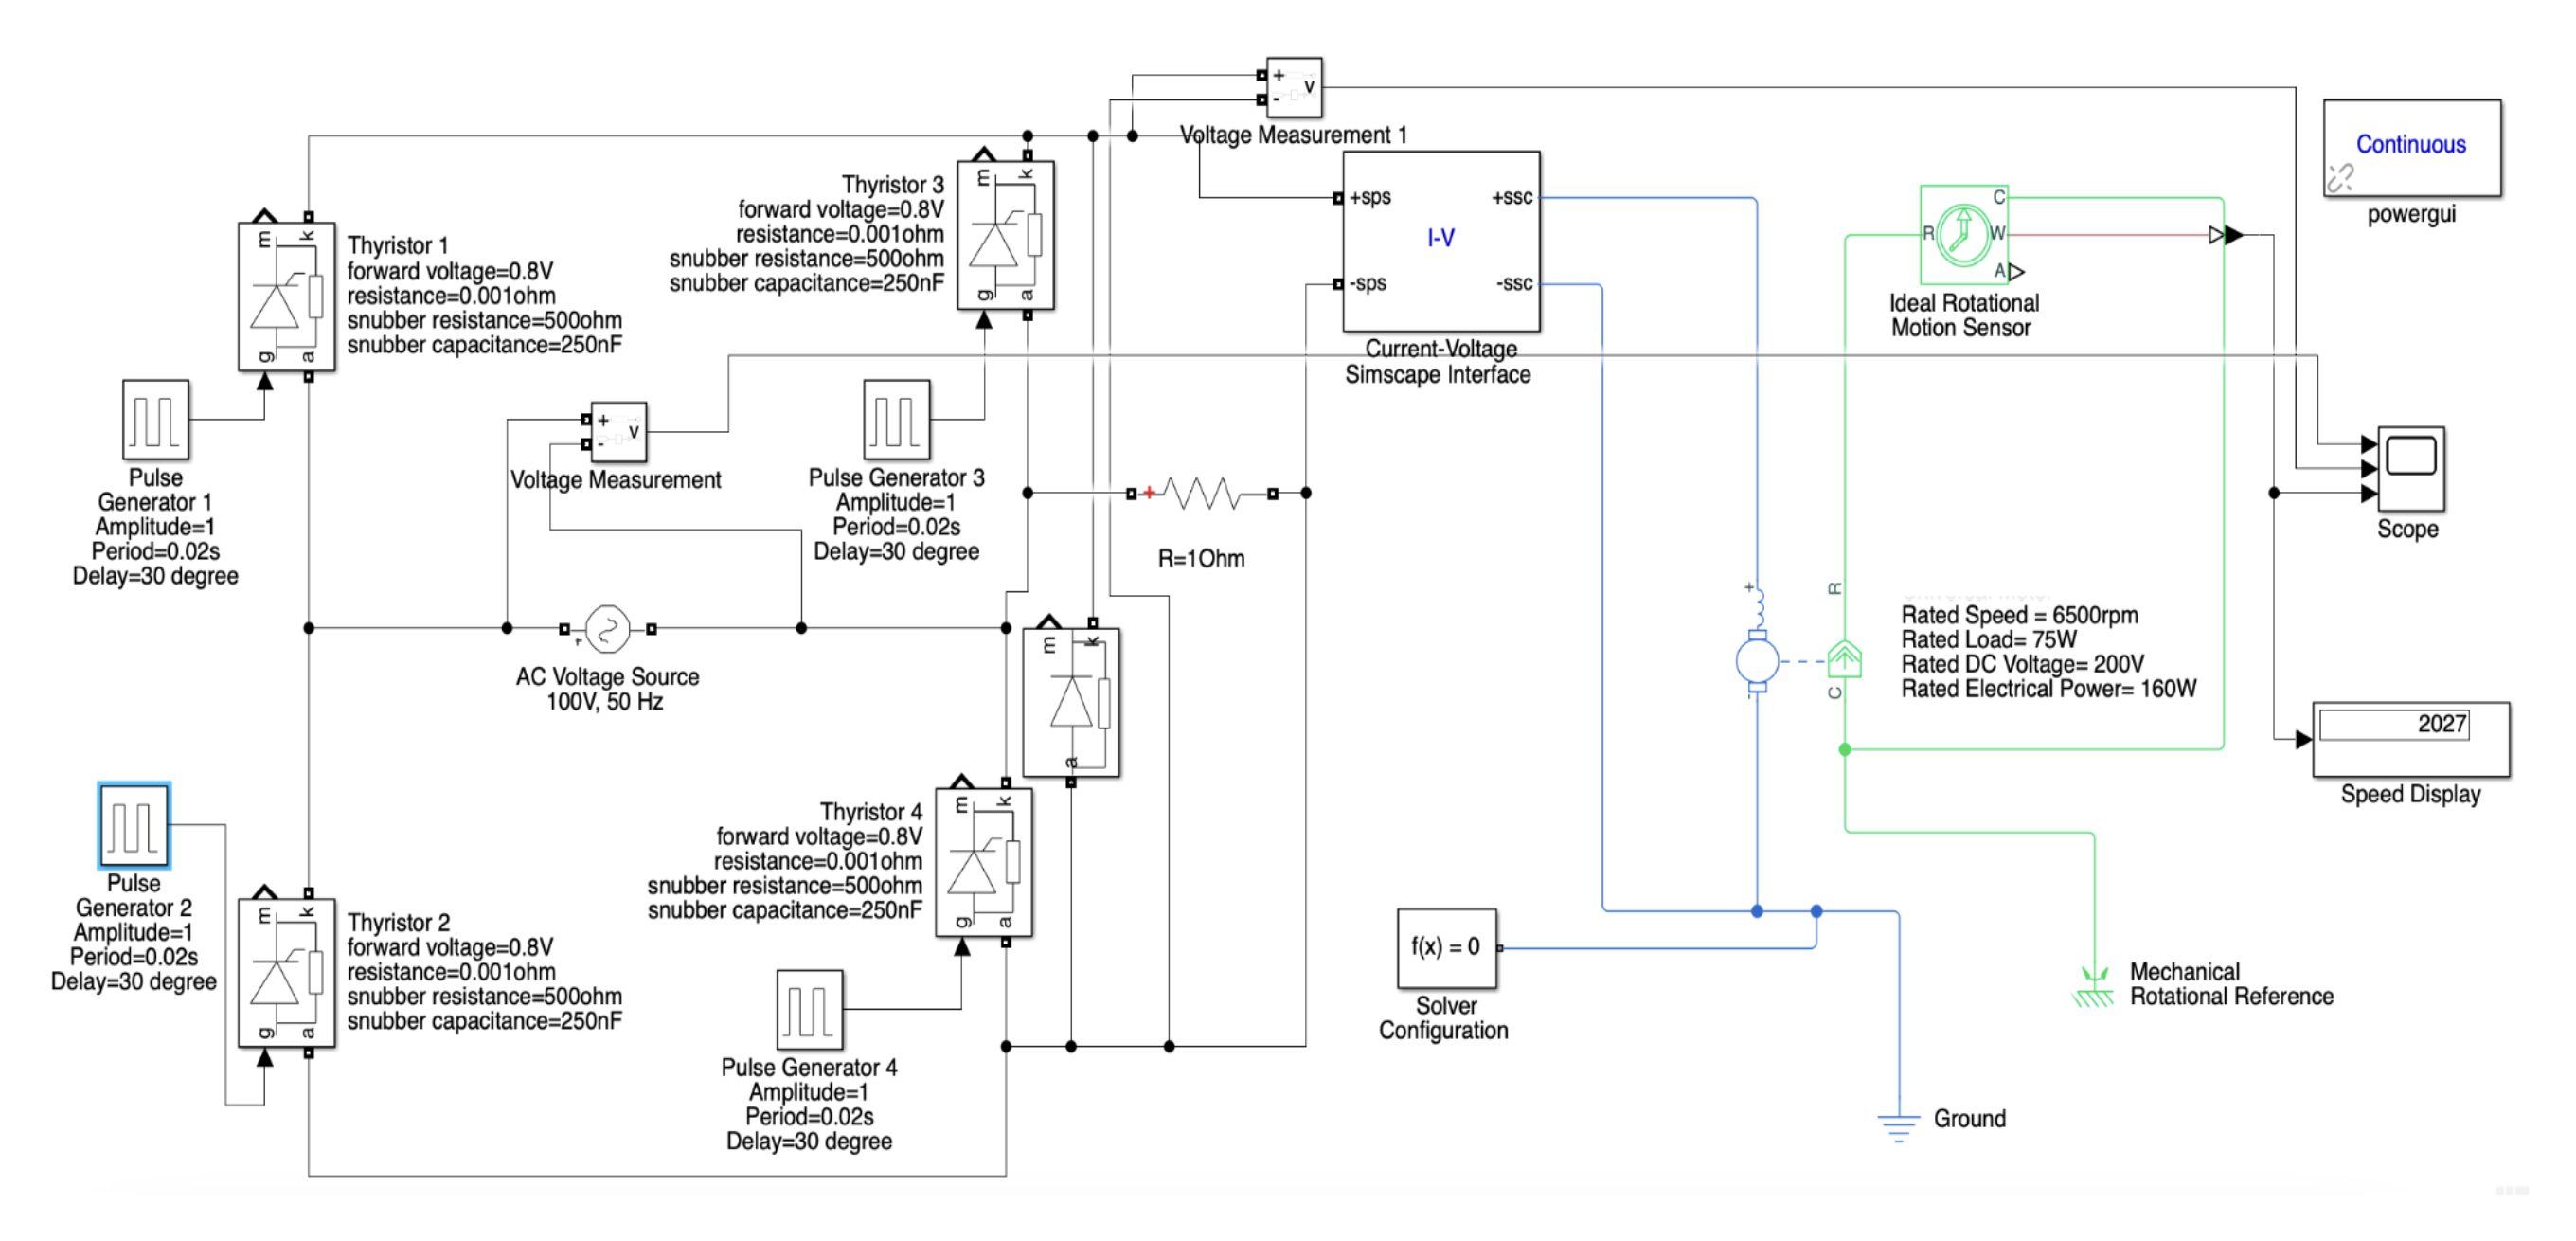 +
-
v
Voltage Measurement 1
Continuous
powergui
m
k
g
a
Thyristor 1
forward voltage=0.8V
resistance=0.001ohm
snubber resistance=500ohm
snubber capacitance=250nF
Thyristor 3
forward voltage=0.8V
resistance=0.001ohm
snubber resistance=500ohm
snubber capacitance=250nF
m
k
g
a
+sps
-sps
I-V
+ssc
-ssc
Current-Voltage
Simscape Interface
R
C
W
A
Ideal Rotational
Motion Sensor
Pulse
Generator 1
Amplitude=1
Period=0.02s
Delay=30 degree
+
-
v
Voltage Measurement
Pulse Generator 3
Amplitude=1
Period=0.02s
Delay=30 degree
+
R=1Ohm
Scope
+
AC Voltage Source
100V, 50 Hz
m
k
a
+
-
R
C
Rated Speed = 6500rpm
Rated Load= 75W
Rated DC Voltage= 200V
Rated Electrical Power= 160W
2027
Speed Display
Pulse
Generator 2
Amplitude=1
Period=0.02s
Delay=30 degree
m
k
g
a
Thyristor 2
forward voltage=0.8V
resistance=0.001ohm
snubber resistance=500ohm
snubber capacitance=250nF
Thyristor 4
forward voltage=0.8V
resistance=0.001ohm
snubber resistance=500ohm
snubber capacitance=250nF
m
k
g
a
Pulse Generator 4
Amplitude=1
Period=0.02s
Delay=30 degree
f(x) = 0
Solver
Configuration
Mechanical
Rotational Reference
Ground